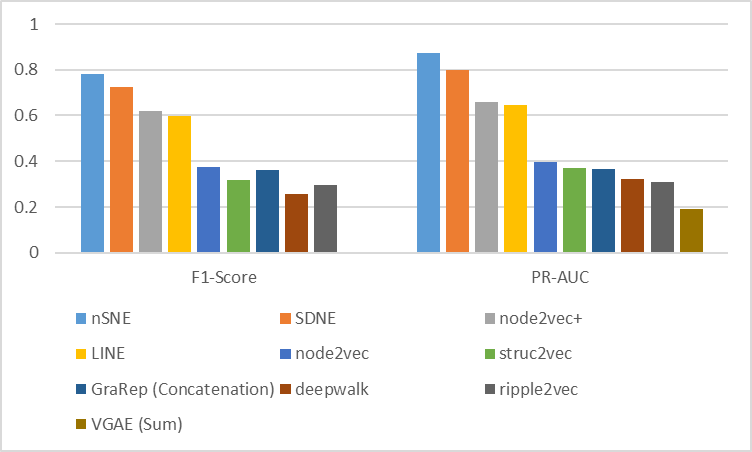 1
0.8
0.6
0.4
0.2
0
F1-Score PR-AUC
nSNE SDNE node2vec+
LINE node2vec struc2vec
GraRep (Concatenation) deepwalk ripple2vec
VGAE (Sum)